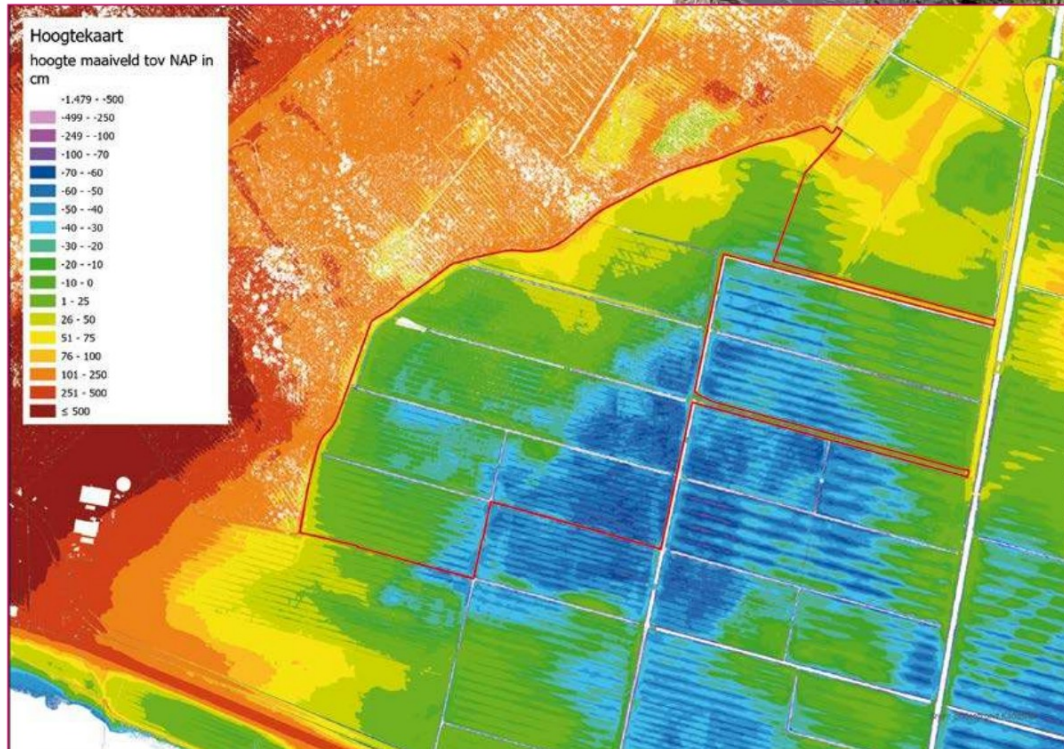 Hoogtekaart
hoogte maaiveld tov NAP in
cm
-1.479 - -500
-499 - -250
-249 - -100
-100 - -70
-70 - -60
-60 - -50
-50 - -40
-40 - -30
-30 - -20
-20 - -10
-10 - 0
1 - 25
26 - 50
51 - 75
76 - 100
101 - 250
251 - 500
≤ 500